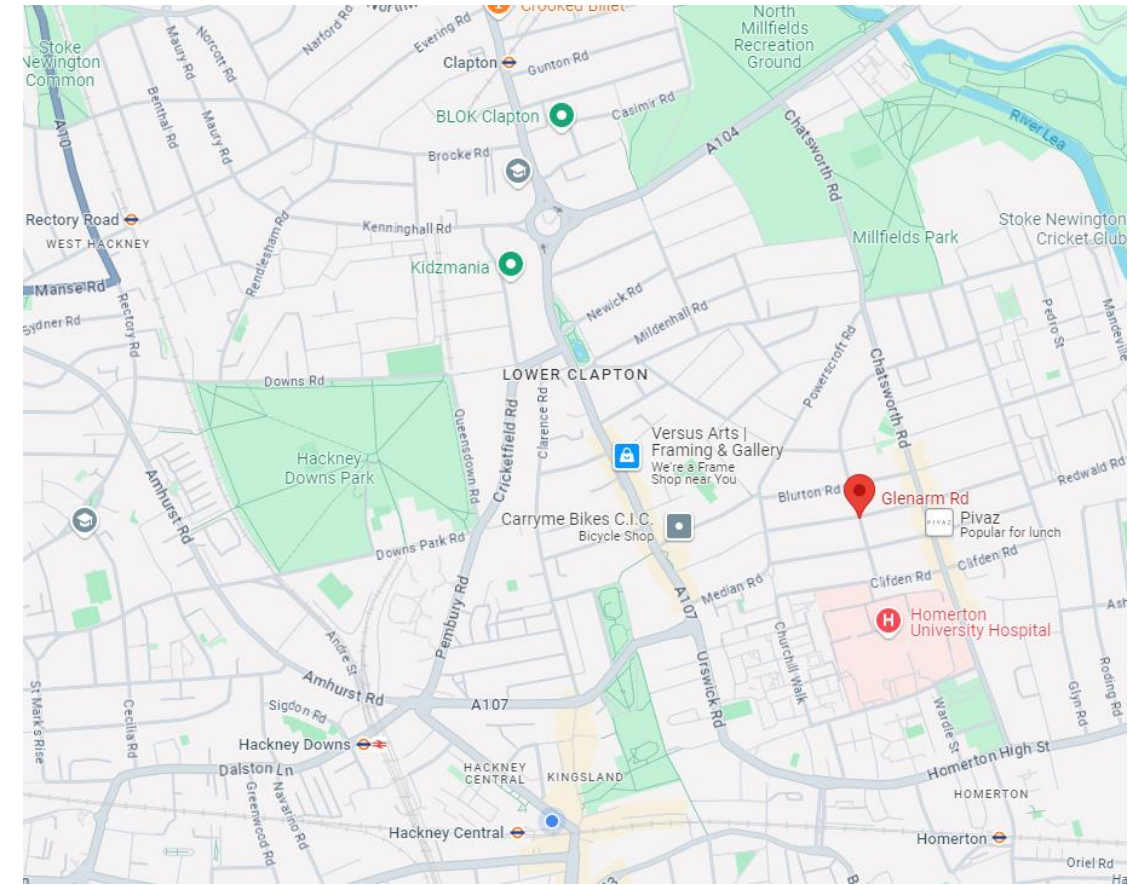 Crooked Billet
North
Millfields
Recreation
Ground
Stoke
Newington
Common
Maury Rd
Norcott Rd
Narford Rd
Evering Rd
Clapton
Gunton Rd
Benthal Rd
Maury Rd
BLOK Clapton
Casimir Rd
A10
A104
Chatsworth Rd
River Lea
Brooke Rd
Rectory Road
WEST HACKNEY
Kenninghall Rd
Rendlesham Rd
Millfields Park
Stoke Newington
Cricket Club
Kidzmania
Manse Rd
Rectory Rd
Newick Rd
Mildenhall Rd
Pedro St
Mandeville
Powerscroft Rd
Chatsworth Rd
Downs Rd
LOWER CLAPTON
Queensdown Rd
Cricketfield Rd
Clarence Rd
Versus Arts |
Framing & Gallery
We're a Frame
Shop near You
Hackney
Downs Park
Amhurst Rd
Redwald Rd
Blurton Rd
Glenarm Rd
Carryme Bikes C.I.C.
Bicycle Shop
PIVAZ
Pivaz
Popular for lunch
Downs Park Rd
Clifden Rd
Clifden Rd
Median Rd
A107
Pembury Rd
H
Homerton
University Hospital
Andre St
Churchill Walk
Urswick Rd
St Mark's Rise
Cecilia Rd
Amhurst Rd
Sigdon Rd
A107
Wardle St
Glyn Rd
Roding Rd
Hackney Downs
Dalston Ln
HACKNEY
CENTRAL
KINGSLAND
Homerton High St
HOMERTON
Greenwood Rd
Navarino Rd
Hackney Central
Homerton
Oriel Rd